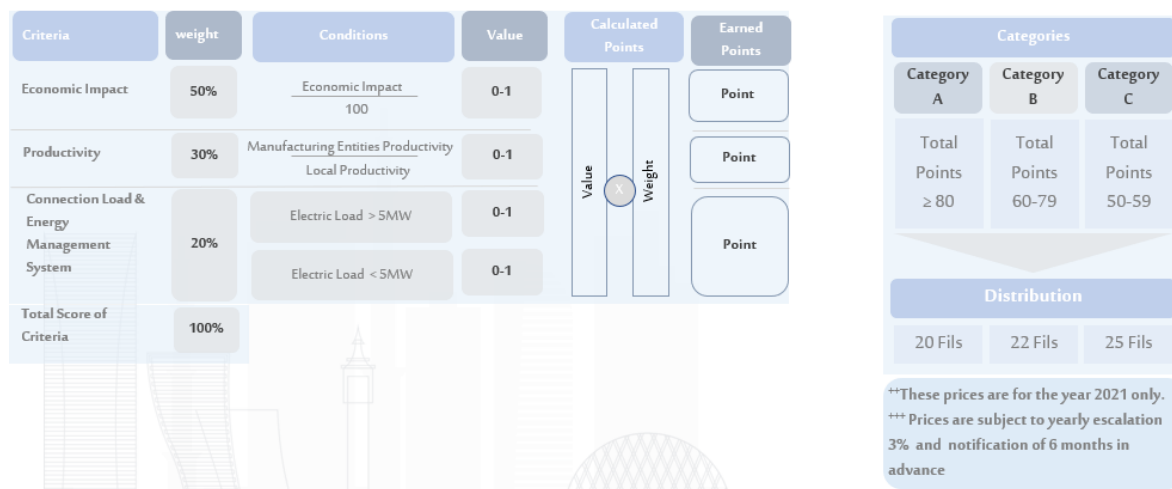 Criteria
weight
Conditions
Value
Calculated
Points
Earned
Points
Economic Impact
50%
Economic Impact
100
0-1
Point
Productivity
30%
Manufacturing Entities Productivity
Local Productivity
0-1
Point
Connection Load &
Energy
Management
System
20%
Electric Load > 5MW
0-1
Electric Load < 5MW
0-1
Point
Value
X
Weight
Total Score of
Criteria
100%
Categories
Category
A
Category
B
Category
C
Total
Points
≥ 80
Total
Points
60-79
Total
Points
50-59
Distribution
20 Fils
22 Fils
25 Fils
++These prices are for the year 2021 only.
+++ Prices are subject to yearly escalation
3% and notification of 6 months in
advance